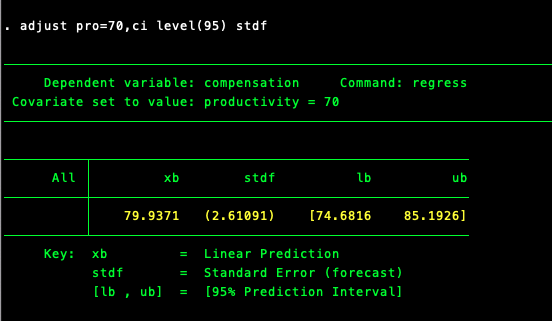 . adjust pro=70,ci level(95) stdf
Dependent variable: compensation     Command: regress
Covariate set to value: productivity = 70
All         xb       stdf         lb         ub
79.9371   (2.61091)   [74.6816    85.1926]
Key:  xb         =  Linear Prediction
stdf       =  Standard Error (forecast)
[lb , ub]  =  [95% Prediction Interval]